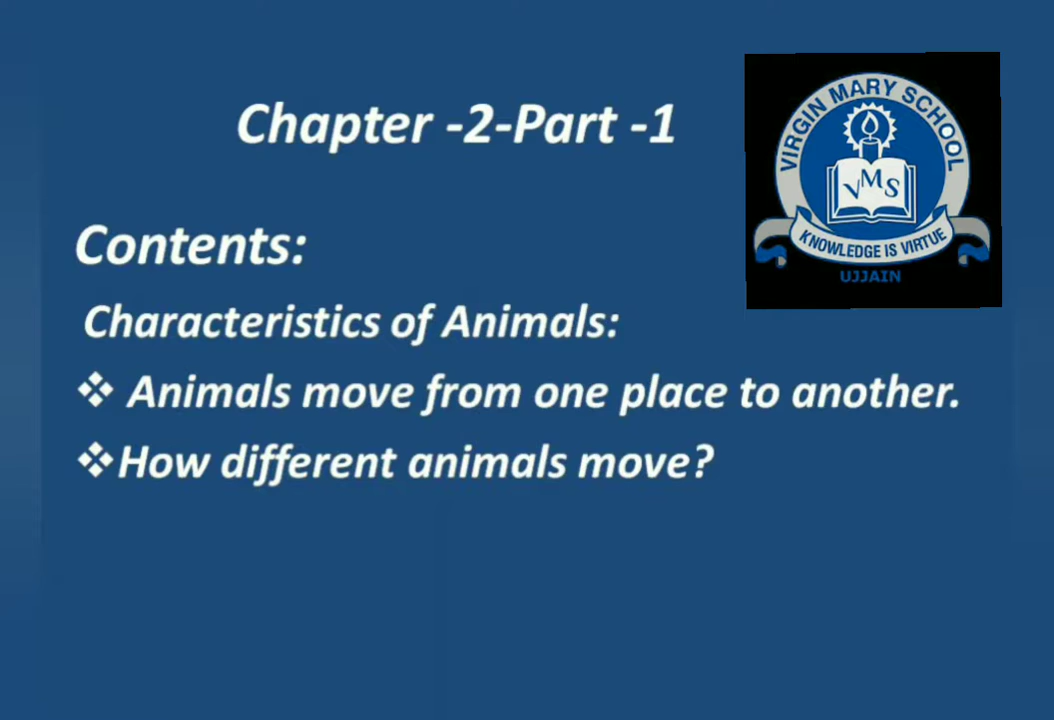 Chapter -2-Part -1
VIRGIN MARY SCHOOL
VMS
KNOWLEDGE IS VIRTUE
UJJAIN
Contents:
Characteristics of Animals:
❖ Animals move from one place to another.
❖How different animals move?